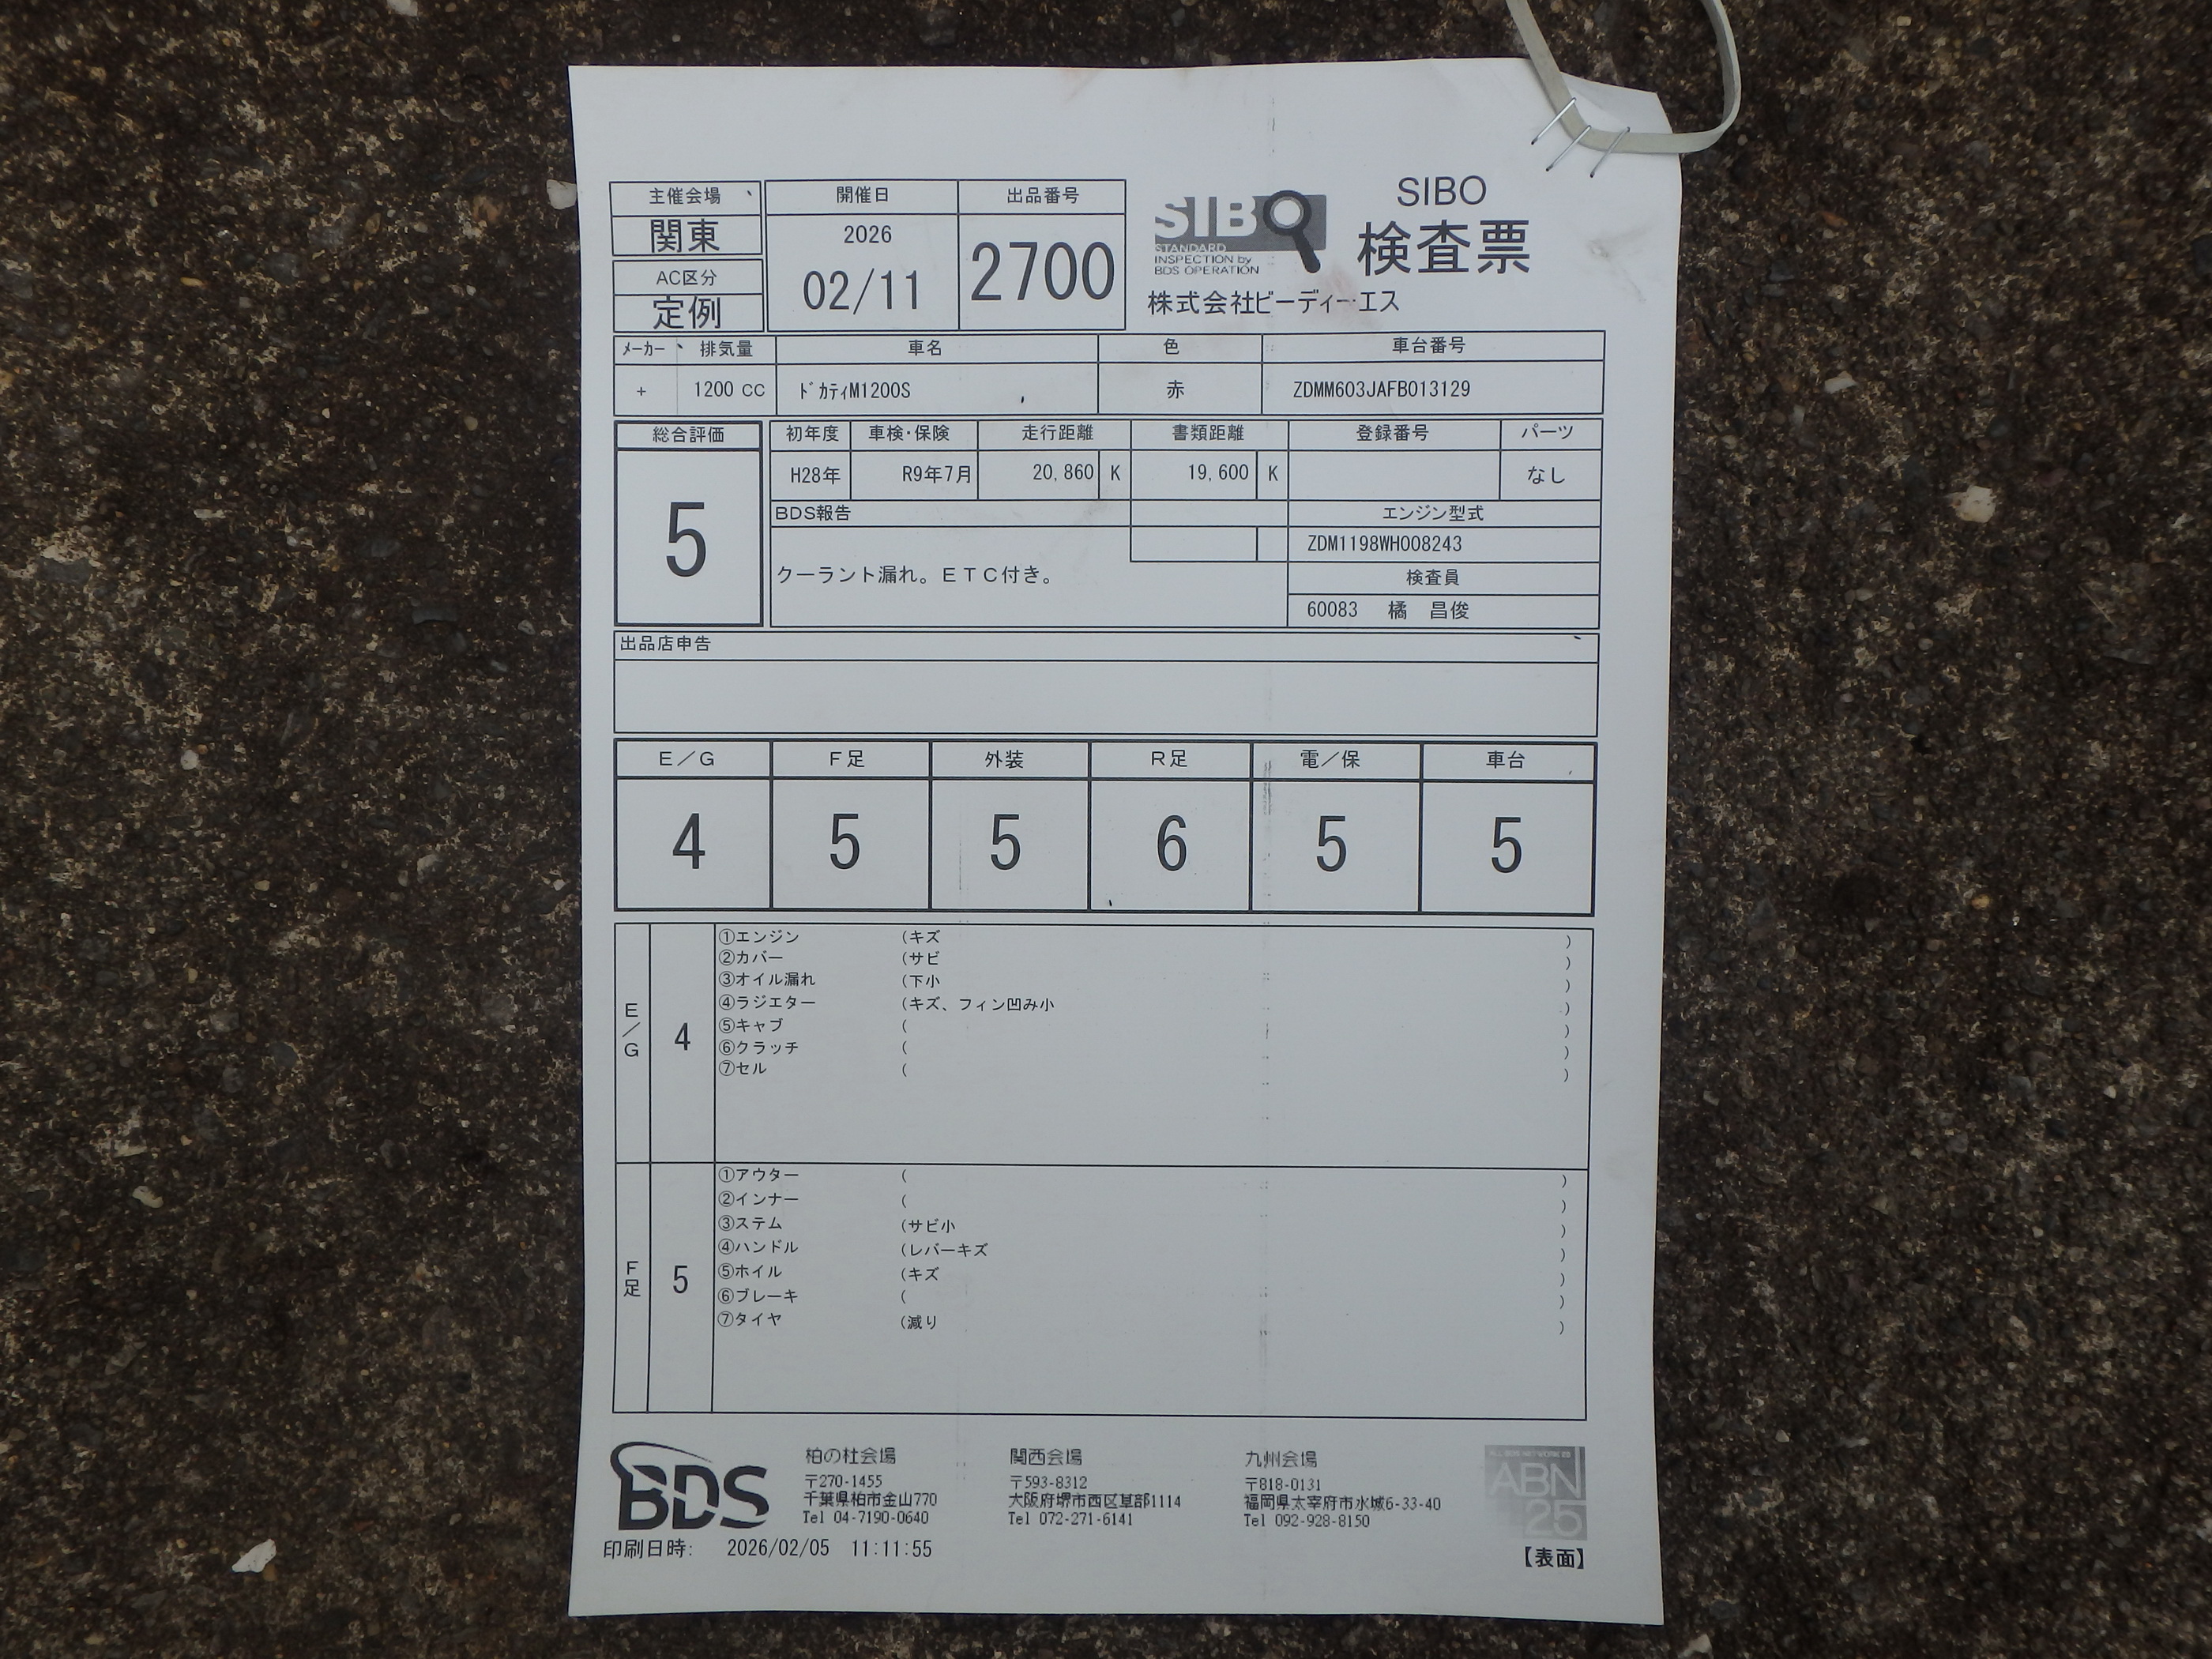 主催会場
関東
AC区分
定例
開催日
2026
02/11
出品番号
2700
SIBO
STANDARD
INSPECTION by
BDS OPERATION
SIBO
検査票
株式会社ビーディーエス
メーカー 排気量 車名 色 車台番号
+ 1200 CC ドカティM1200S 赤 ZDMM603JAFB013129
総合評価
5
初年度 車検・保険 走行距離 書類距離 登録番号 パーツ
H28年 R9年7月 20,860 K 19,600 K なし
BDS報告
クーラント漏れ。ETC付き。
エンジン型式
ZDM1198WH008243
検査員
60083 橘 昌俊
出品店申告
E/G F足 外装 R足 電/保 車台
4 5 5 6 5 5
E/G
4
①エンジン (キズ )
②カバー (サビ )
③オイル漏れ (下小 )
④ラジエター (キズ、フィン凹み小 )
⑤キャブ ( )
⑥クラッチ ( )
⑦セル ( )
F足
5
①アウター ( )
②インナー ( )
③ステム (サビ小 )
④ハンドル (レバーキズ )
⑤ホイル (キズ )
⑥ブレーキ ( )
⑦タイヤ (減り )
BDS
柏の杜会場
〒270-1455
千葉県柏市金山770
Tel 04-7190-0640
関西会場
〒593-8312
大阪府堺市西区草部1114
Tel 072-271-6141
九州会場
〒818-0131
福岡県太宰府市水城6-33-40
Tel 092-928-8150
ALL BDS NETWORK 25
ABN
25
印刷日時: 2026/02/05 11:11:55
【表面】